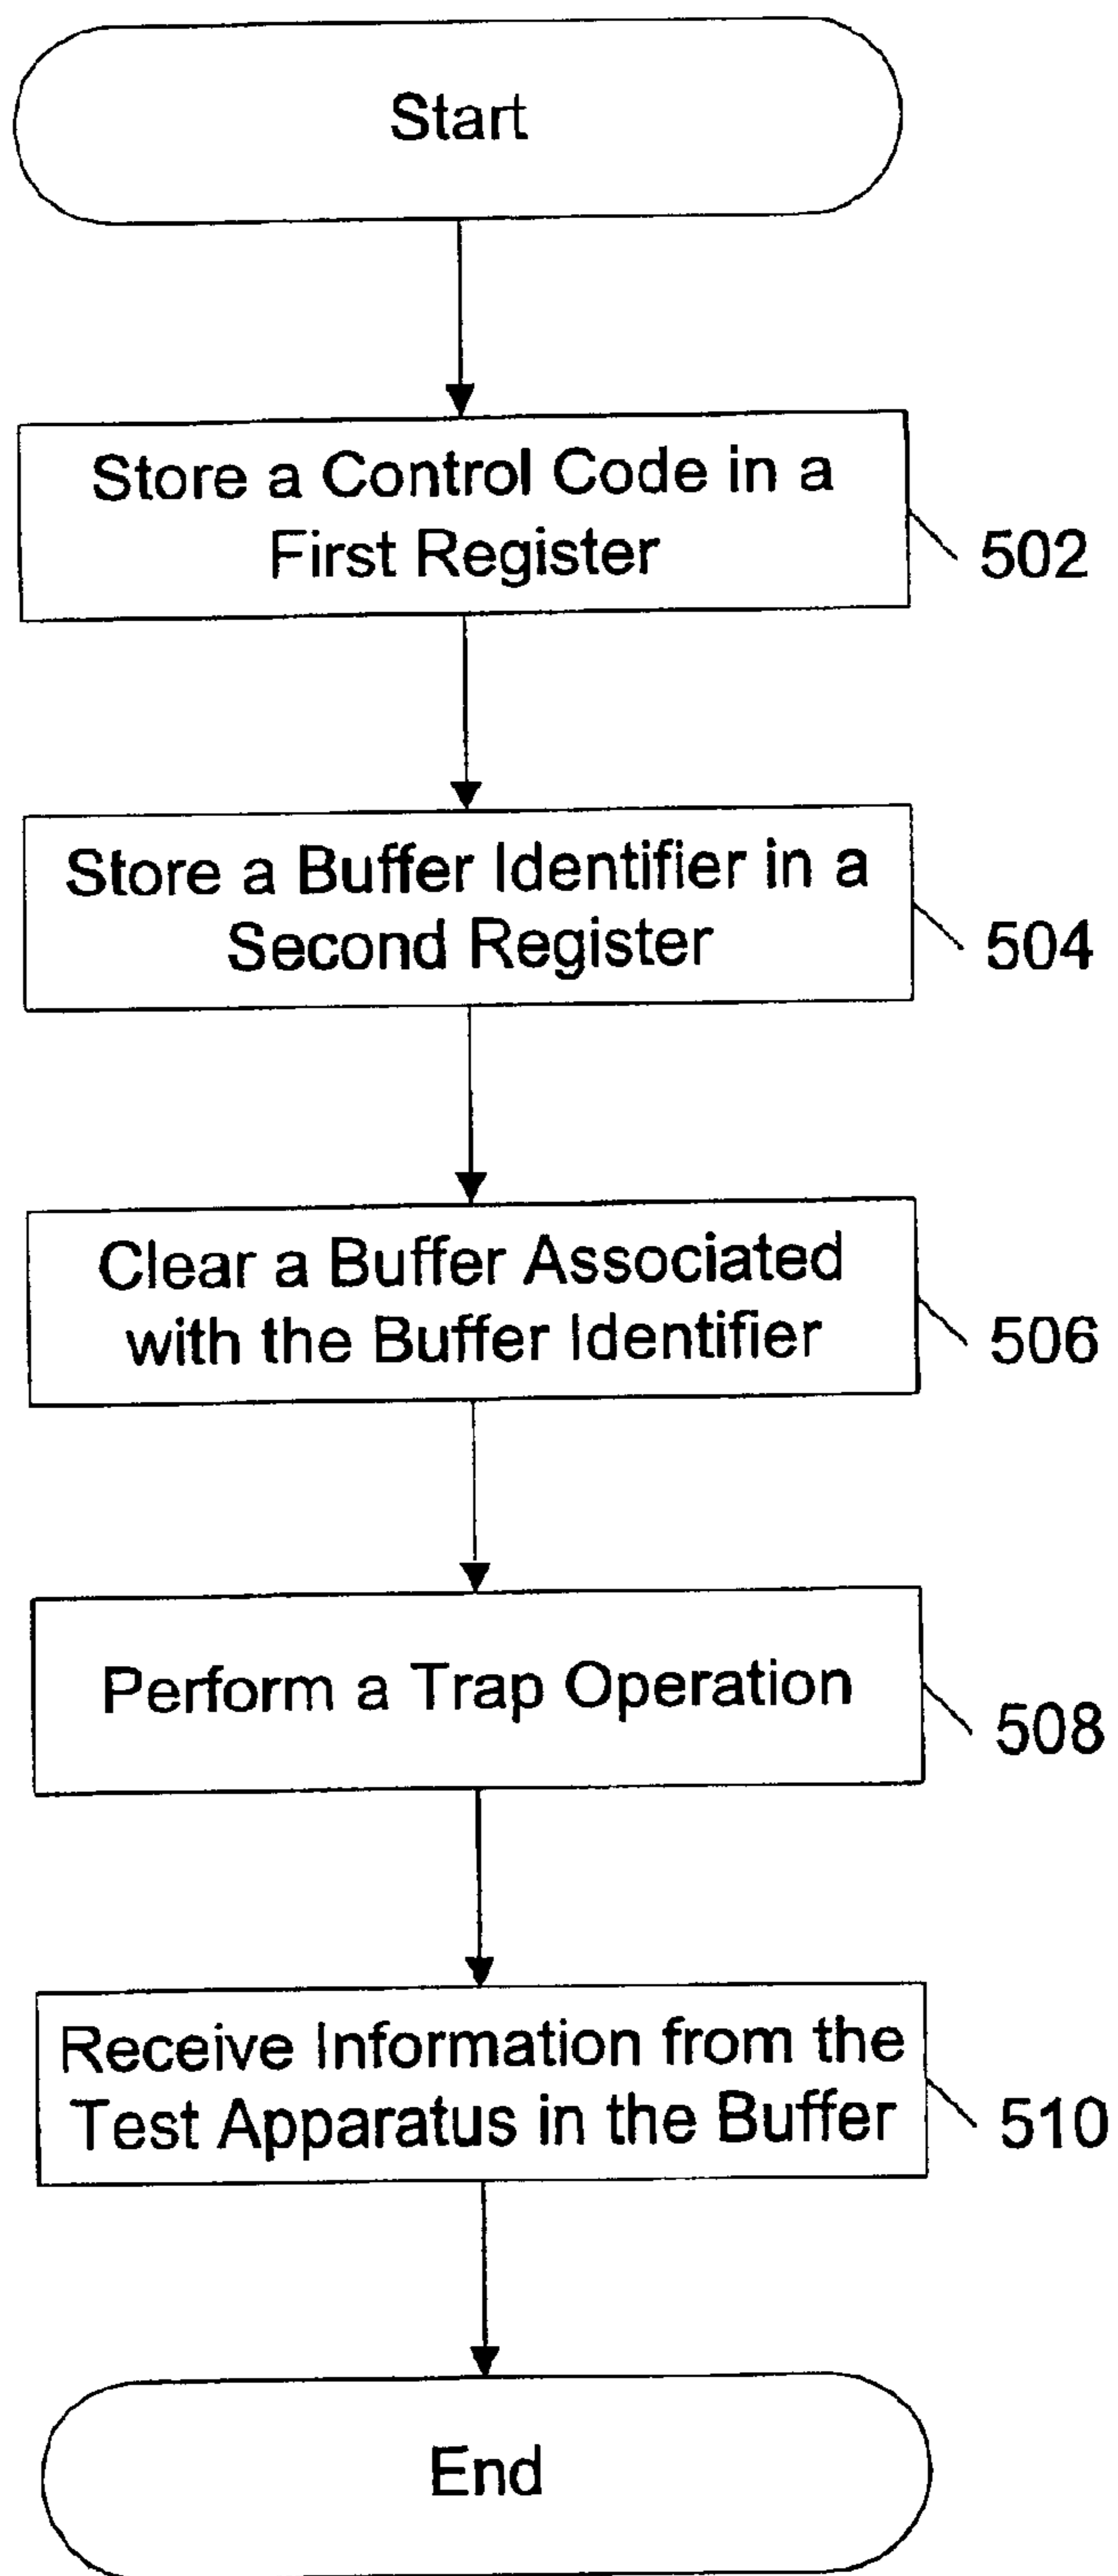 Start
Store a Control Code in a
First Register
502
Store a Buffer Identifier in a
Second Register
504
Clear a Buffer Associated
with the Buffer Identifier
506
Perform a Trap Operation
508
Receive Information from the
Test Apparatus in the Buffer
510
End